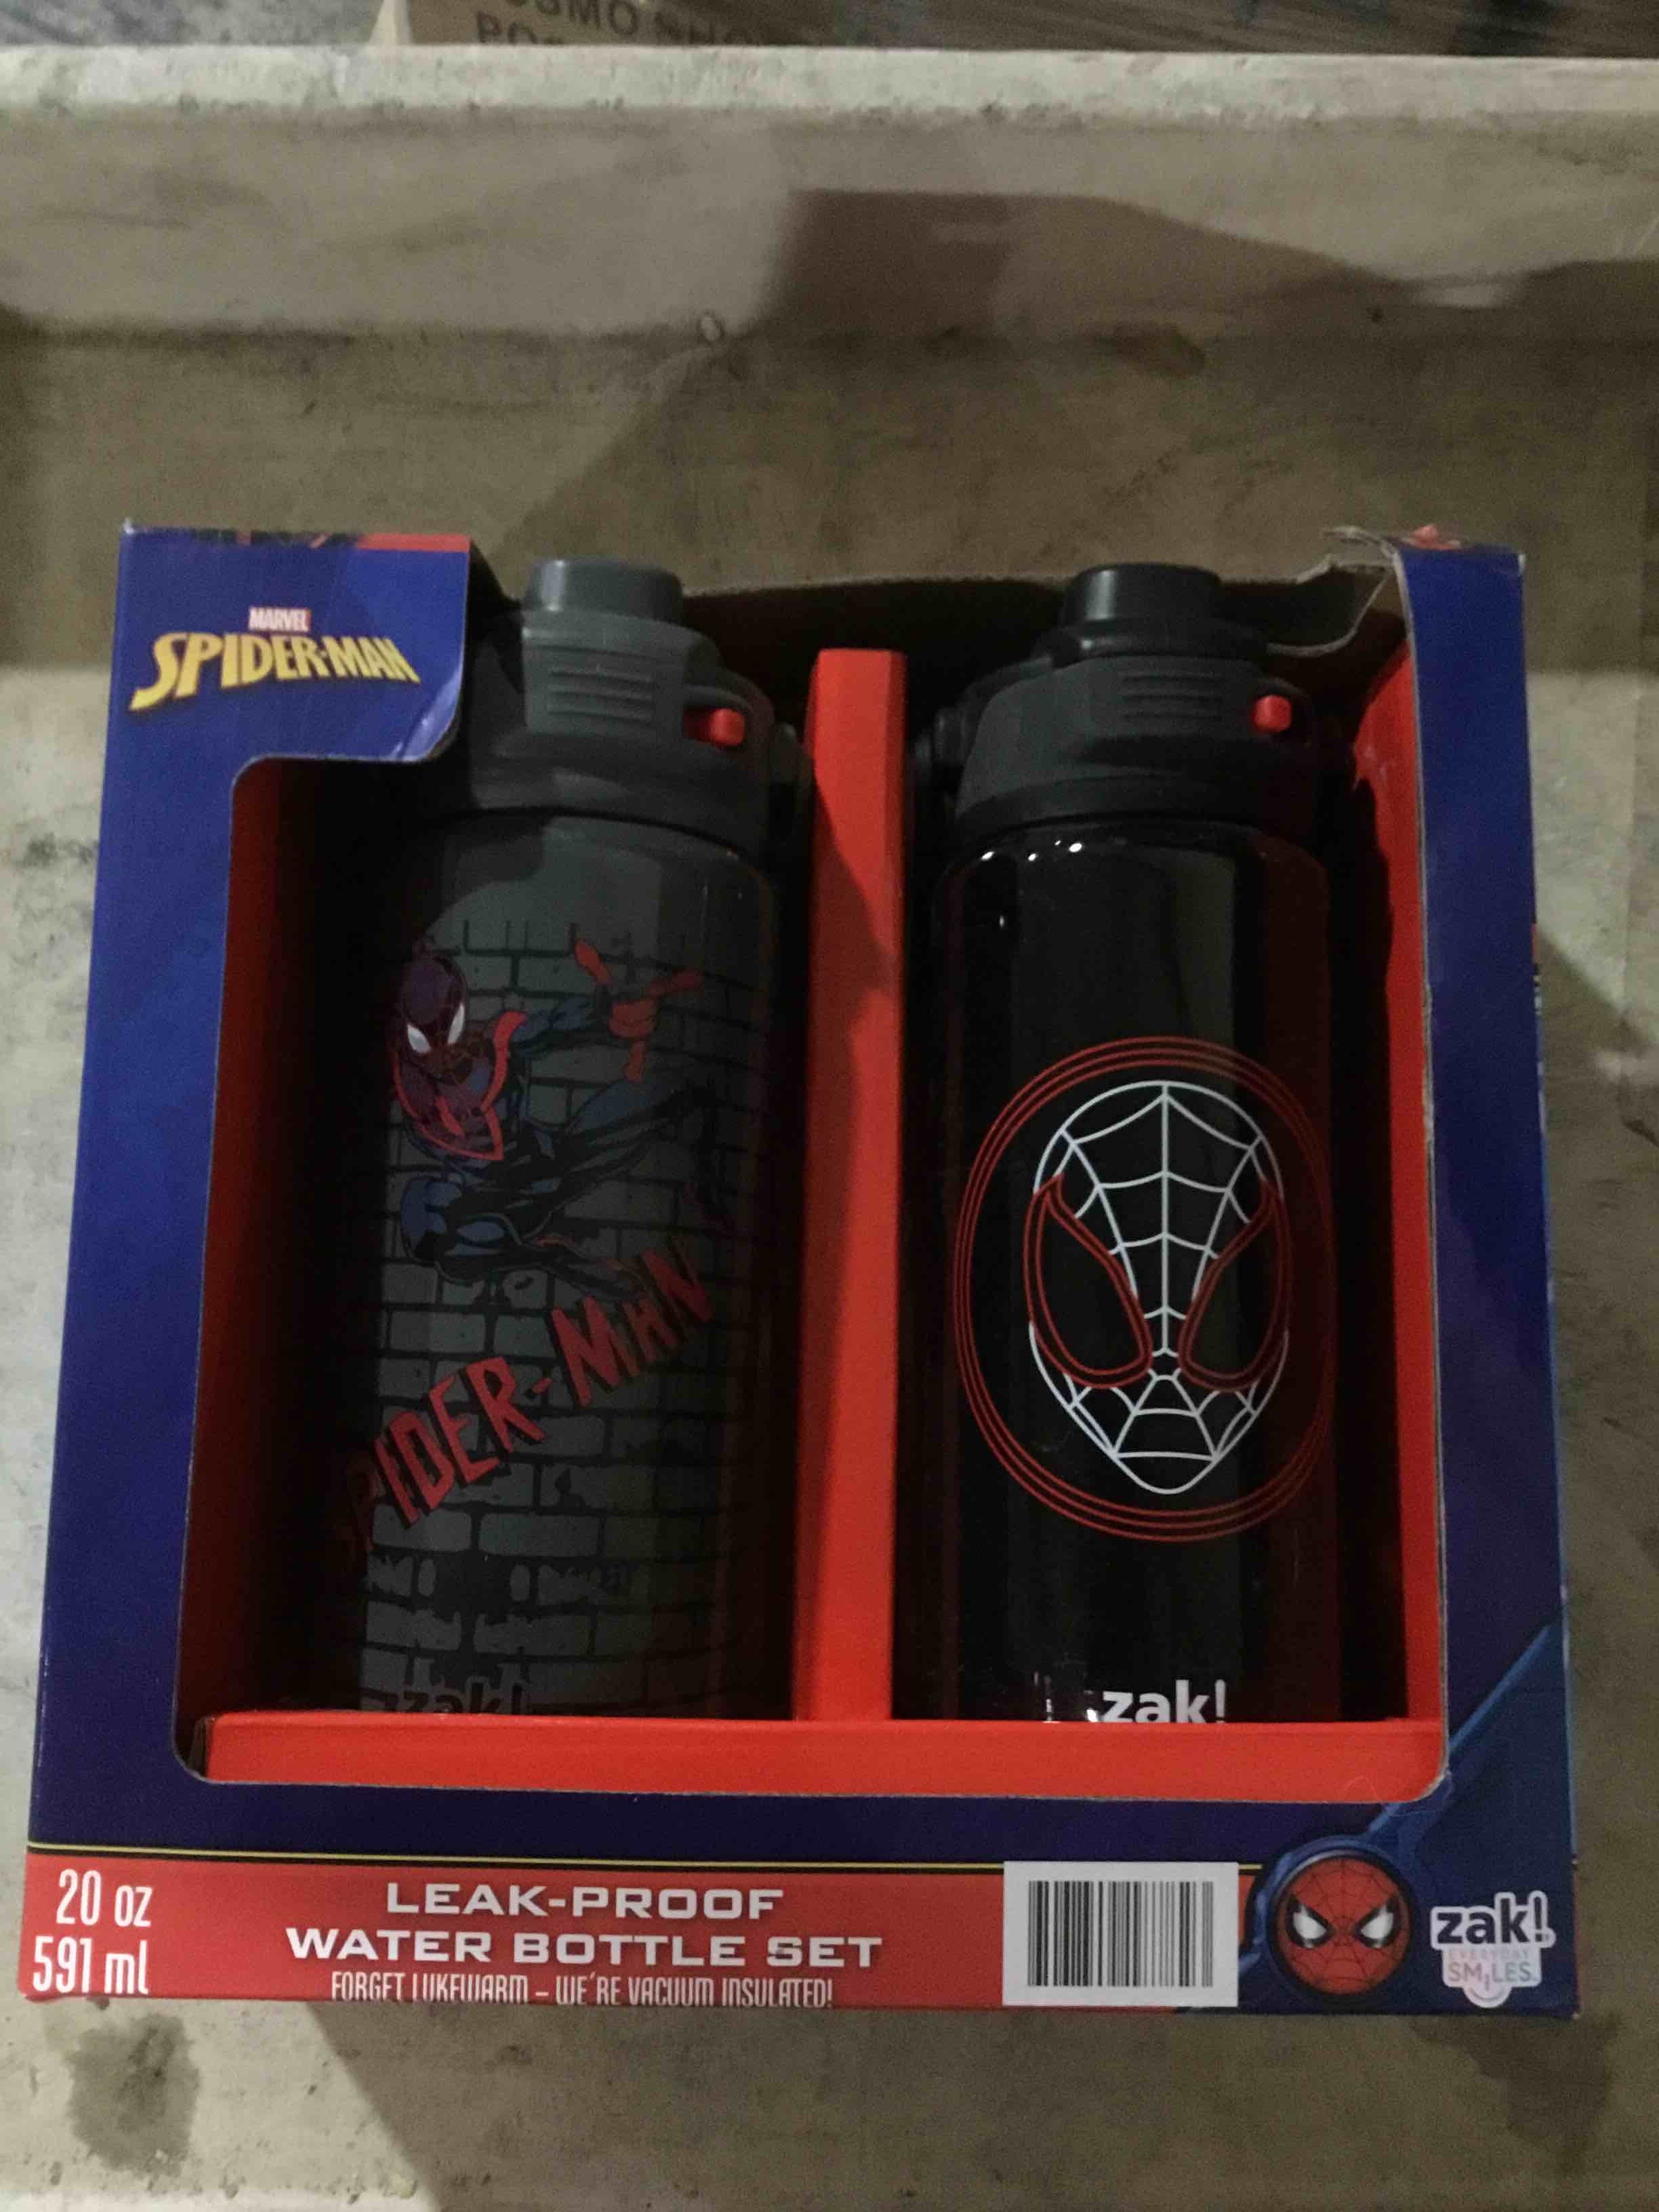 MARVEL
SPIDER-MAN
SPIDER-MAN
zak!
zak!
20 oz
591 ml
LEAK-PROOF
WATER BOTTLE SET
FORGET LUKEWARM – WE'RE VACUUM INSULATED!
zak!
EVERYDAY
SMILES